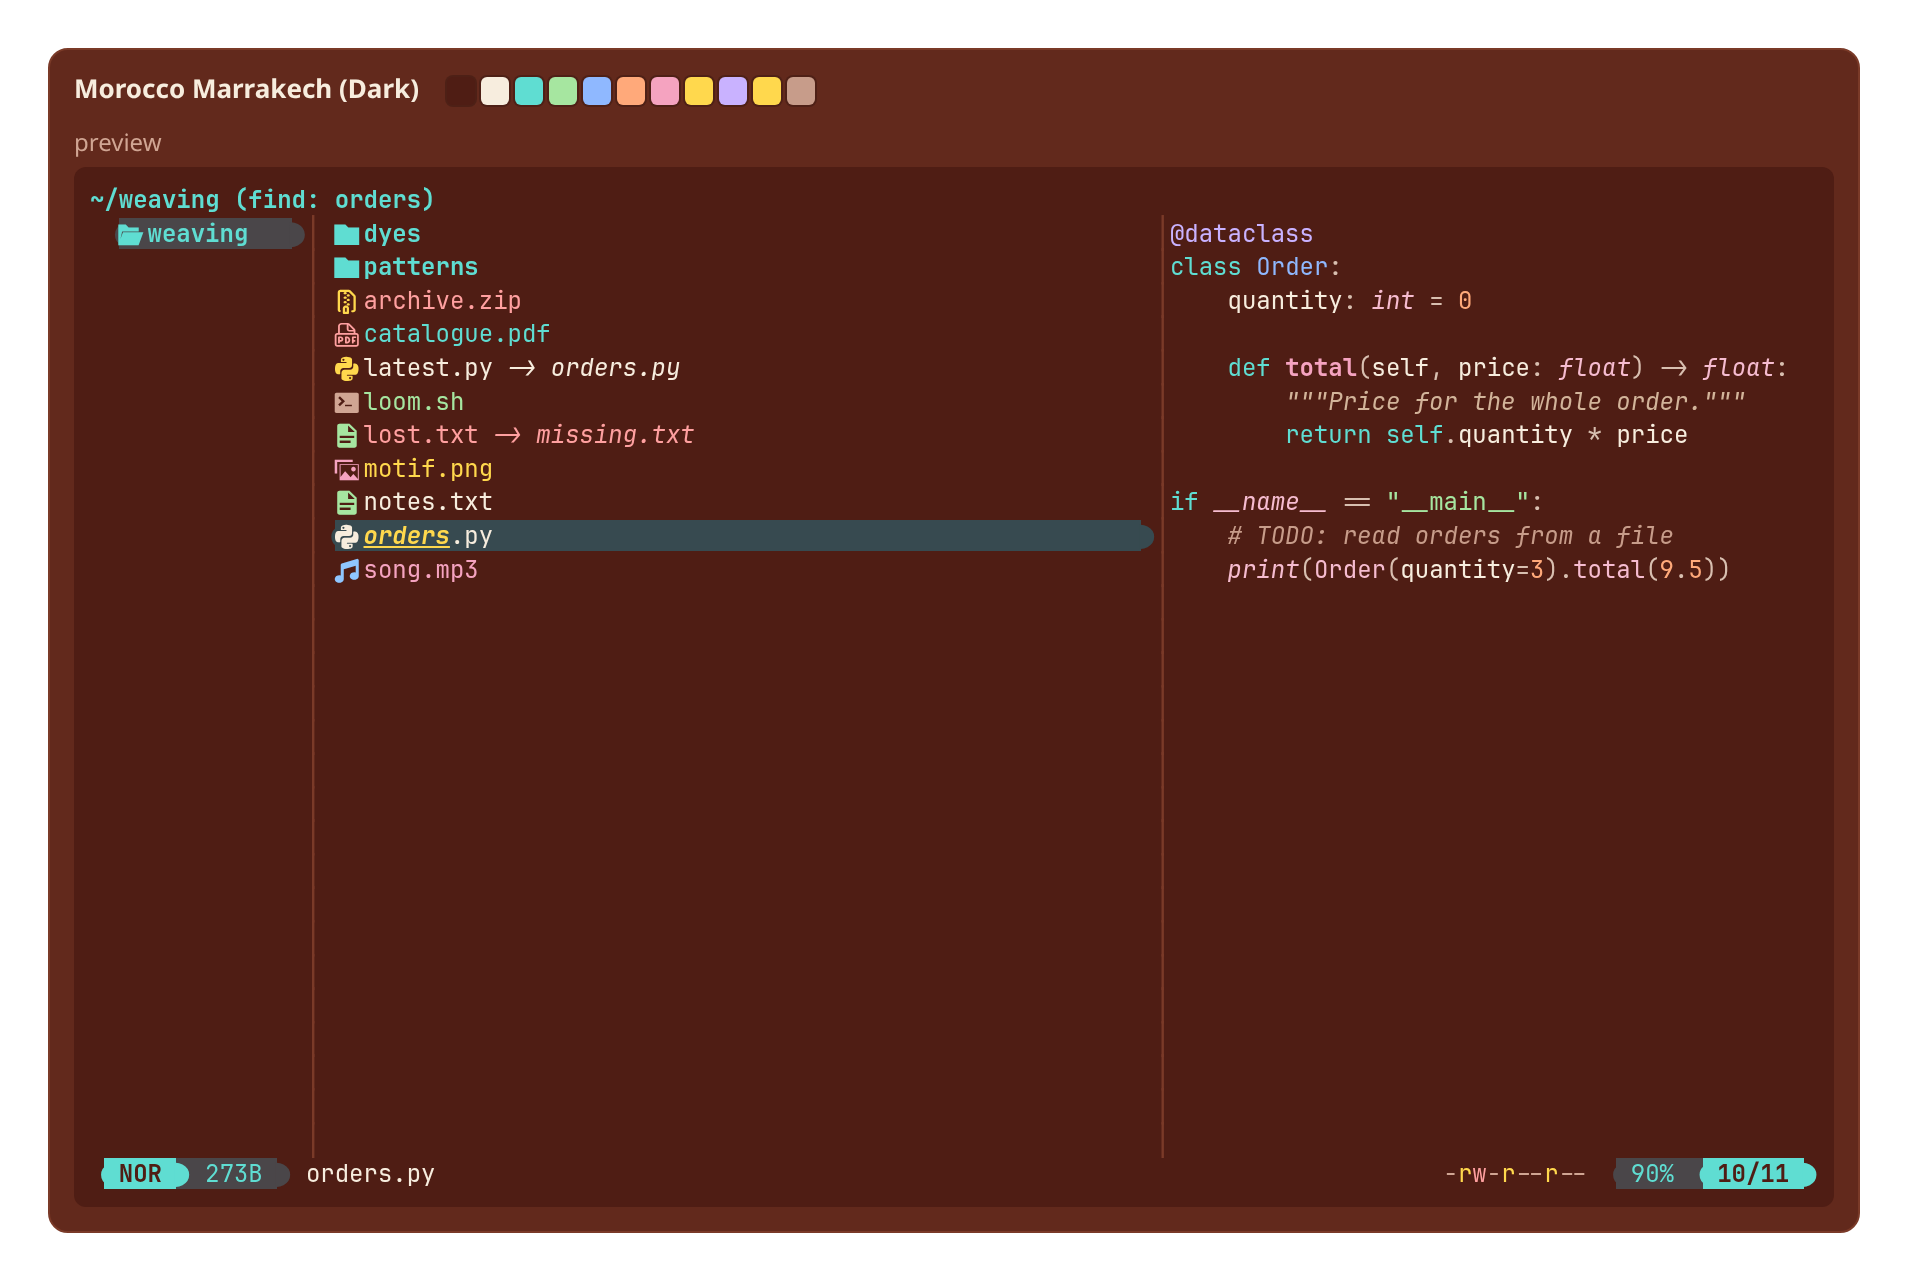 Morocco Marrakech (Dark)
preview
~/weaving (find: orders)
weaving
dyes
patterns
archive.zip
catalogue.pdf
latest.py -> orders.py
loom.sh
lost.txt -> missing.txt
motif.png
notes.txt
orders.py
song.mp3
@dataclass
class Order:
    quantity: int = 0
    def total(self, price: float) -> float:
        """Price for the whole order."""
        return self.quantity * price
if __name__ == "__main__":
    # TODO: read orders from a file
    print(Order(quantity=3).total(9.5))
NOR 273B orders.py
-rw-r--r-- 90% 10/11